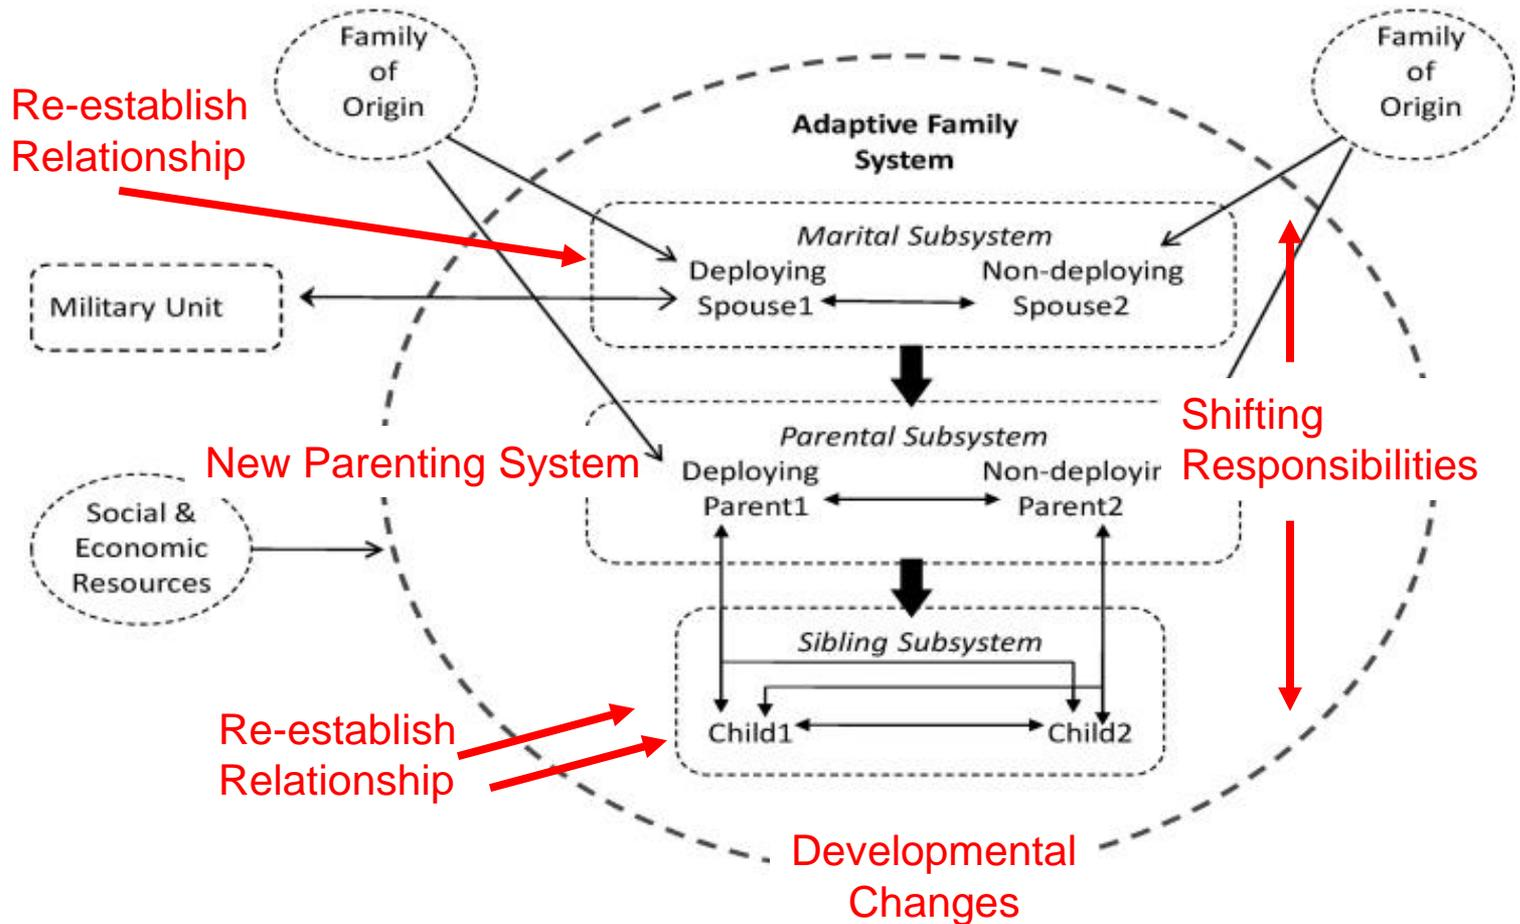 Family
of
Origin
Family
of
Origin
Re-establish
Relationship
Adaptive Family
System
Marital Subsystem
Deploying
Spouse1
Non-deploying
Spouse2
Military Unit
Shifting
Responsibilities
Parental Subsystem
New Parenting System
Deploying
Parent1
Non-deployin
Parent2
Social &
Economic
Resources
Sibling Subsystem
Child1
Child2
Re-establish
Relationship
Developmental
Changes